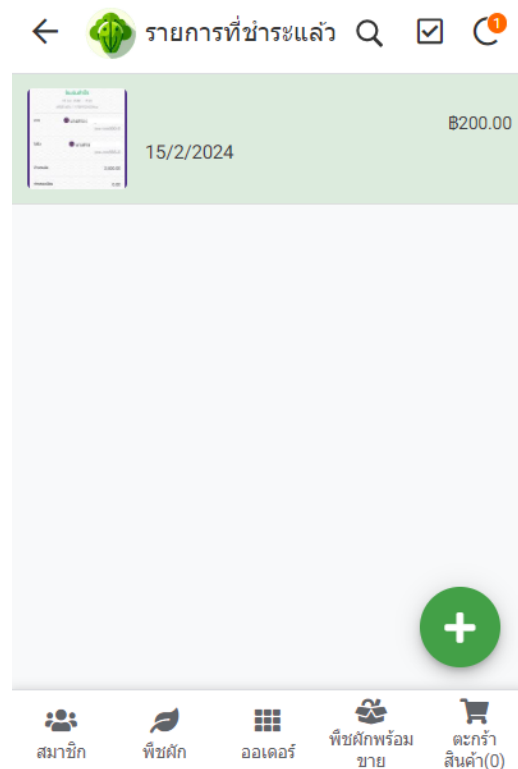 รายการที่ชำระแล้ว
1
฿200.00
15/2/2024
สมาชิก
พืชผัก
ออเดอร์
พืชผักพร้อม
ขาย
ตะกร้า
สินค้า(0)